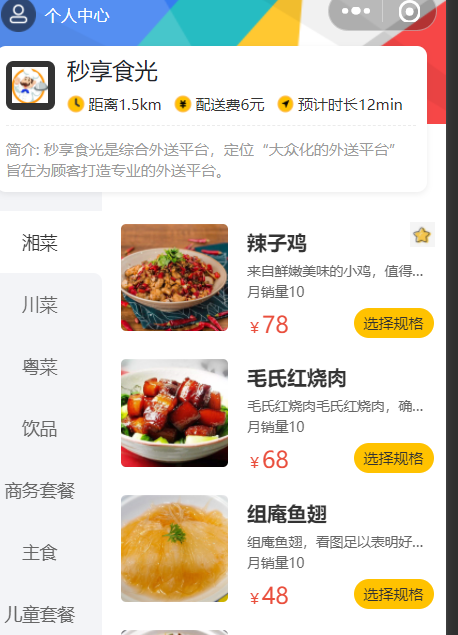 个人中心
秒享食光
距离1.5km 配送费6元 预计时长12min
简介: 秒享食光是综合外送平台，定位“大众化的外送平台”
旨在为顾客打造专业的外送平台。
湘菜
川菜
粤菜
饮品
商务套餐
主食
儿童套餐
辣子鸡
来自鲜嫩美味的小鸡，值得...
月销量10
￥78 选择规格
毛氏红烧肉
毛氏红烧肉毛氏红烧肉，确...
月销量10
￥68 选择规格
组庵鱼翅
组庵鱼翅，看图足以表明好...
月销量10
￥48 选择规格